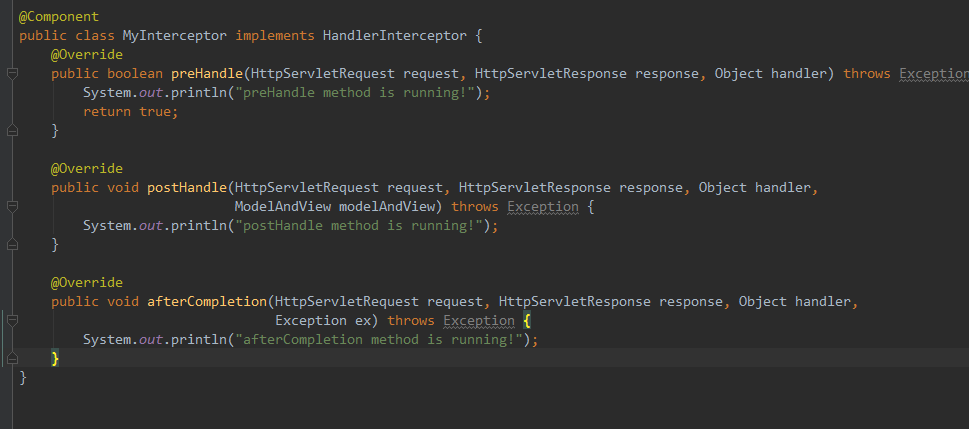 @Component
public class MyInterceptor implements HandlerInterceptor {
    @Override
    public boolean preHandle(HttpServletRequest request, HttpServletResponse response, Object handler) throws Exception
        System.out.println("preHandle method is running!");
        return true;
    }
    @Override
    public void postHandle(HttpServletRequest request, HttpServletResponse response, Object handler,
                           ModelAndView modelAndView) throws Exception {
        System.out.println("postHandle method is running!");
    }
    @Override
    public void afterCompletion(HttpServletRequest request, HttpServletResponse response, Object handler,
                                Exception ex) throws Exception {
        System.out.println("afterCompletion method is running!");
    }
}